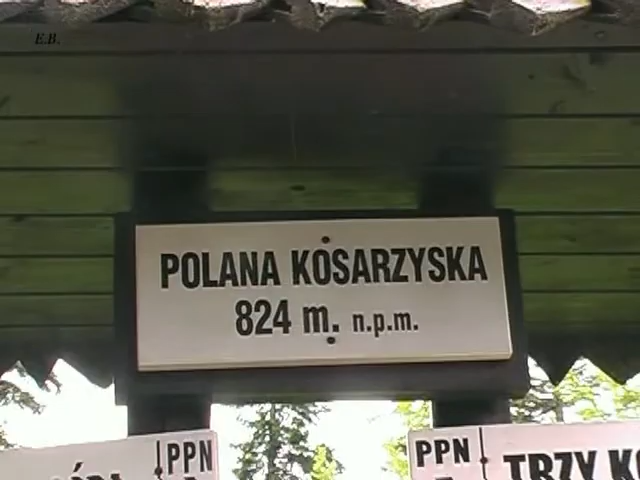 E.B.
POLANA KOSARZYSKA
824 m. n.p.m.
PPN
PPN
TRZY